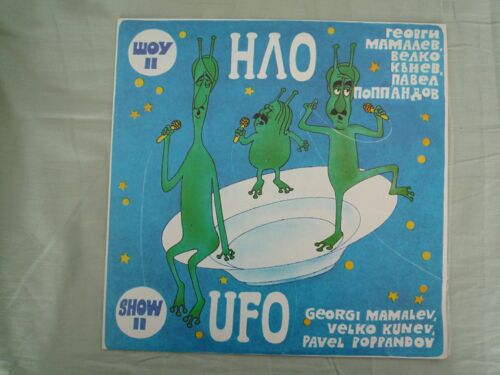 ШОУ
II
НЛО
ГЕОРГИ
МАМАЛЕВ,
ВЕЛКО
КЪНЕВ,
ПАВЕЛ
ПОППАНДОВ
SHOW
II
UFO
GEORGI MAMALEV,
VELKO KUNEV,
PAVEL POPPANDOV